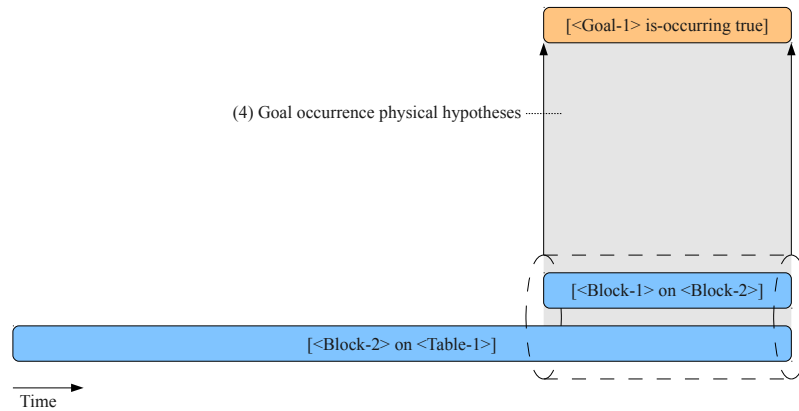 [<Goal-1> is-occurring true]
(4) Goal occurrence physical hypotheses
[<Block-1> on <Block-2>]
[<Block-2> on <Table-1>]
Time